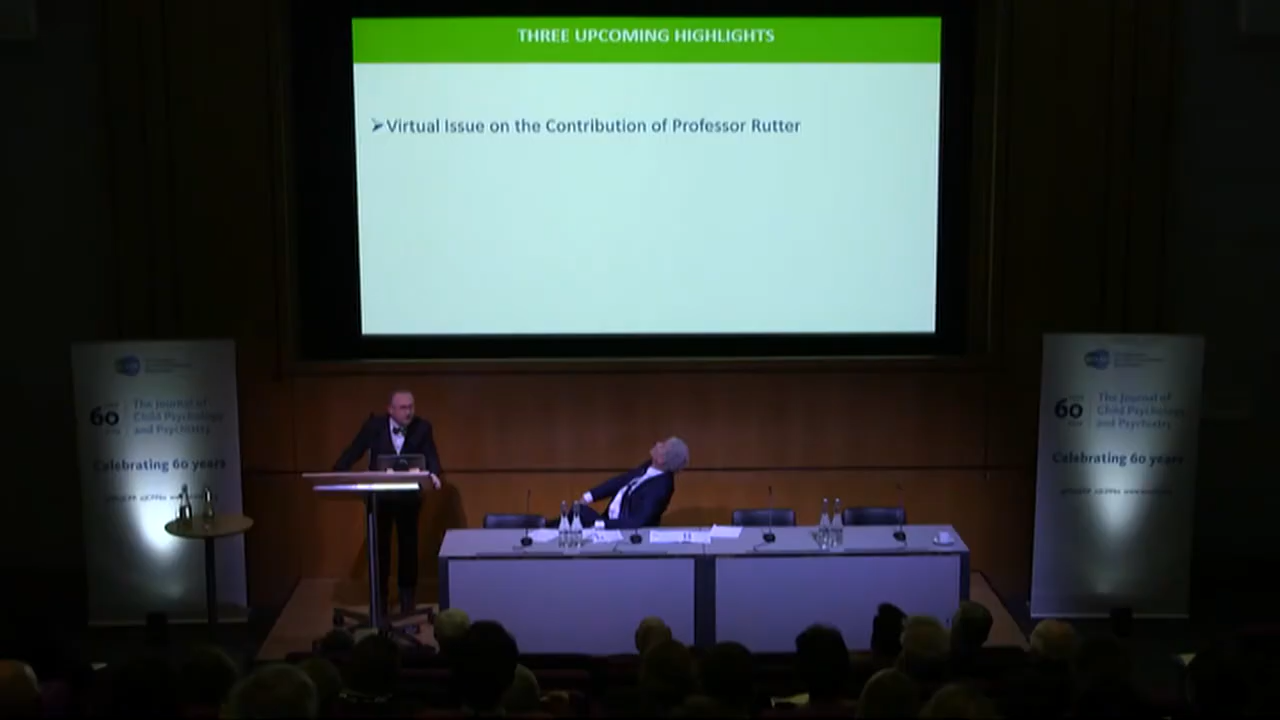 THREE UPCOMING HIGHLIGHTS
➢Virtual Issue on the Contribution of Professor Rutter
60
The Journal of
Child Psychology
and Psychiatry
Celebrating 60 years
60
The Journal of
Child Psychology
and Psychiatry
Celebrating 60 years